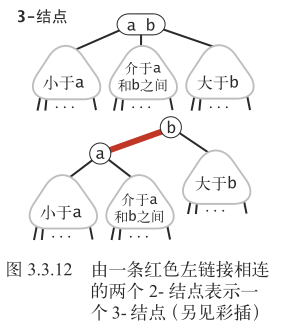 3-结点
a b
小于a
介于a
和b之间
大于b
...
...
...
b
a
小于a
介于a
和b之间
大于b
...
...
...
图 3.3.12 由一条红色左链接相连
的两个 2- 结点表示一
个 3- 结点（另见彩插）